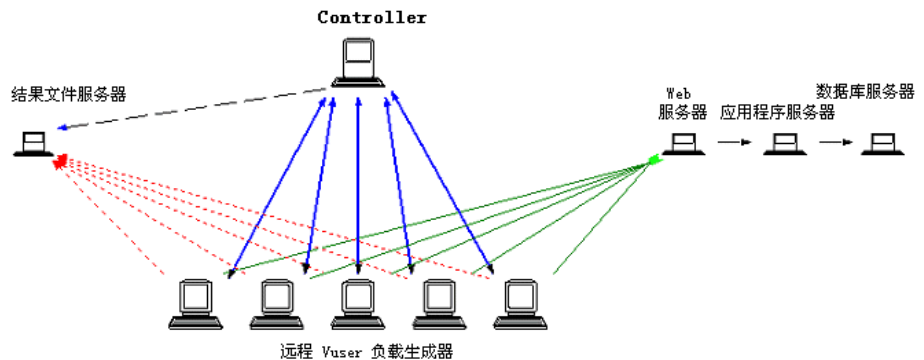 Controller
结果文件服务器
Web
服务器
应用程序服务器
数据库服务器
远程 Vuser 负载生成器